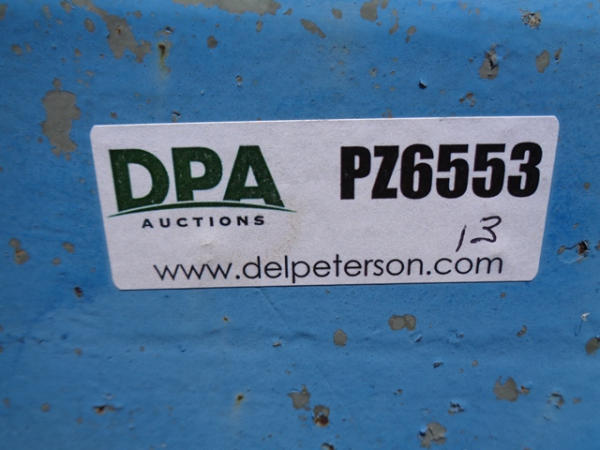 DPA
AUCTIONS
PZ6553
13
www.delpeterson.com